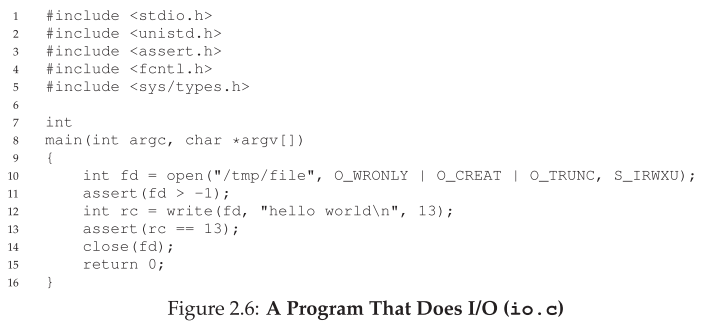 1 #include <stdio.h>
2 #include <unistd.h>
3 #include <assert.h>
4 #include <fcntl.h>
5 #include <sys/types.h>
6
7 int
8 main(int argc, char *argv[])
9 {
10     int fd = open("/tmp/file", O_WRONLY | O_CREAT | O_TRUNC, S_IRWXU);
11     assert(fd > -1);
12     int rc = write(fd, "hello world\n", 13);
13     assert(rc == 13);
14     close(fd);
15     return 0;
16 }
Figure 2.6: A Program That Does I/O (io.c)